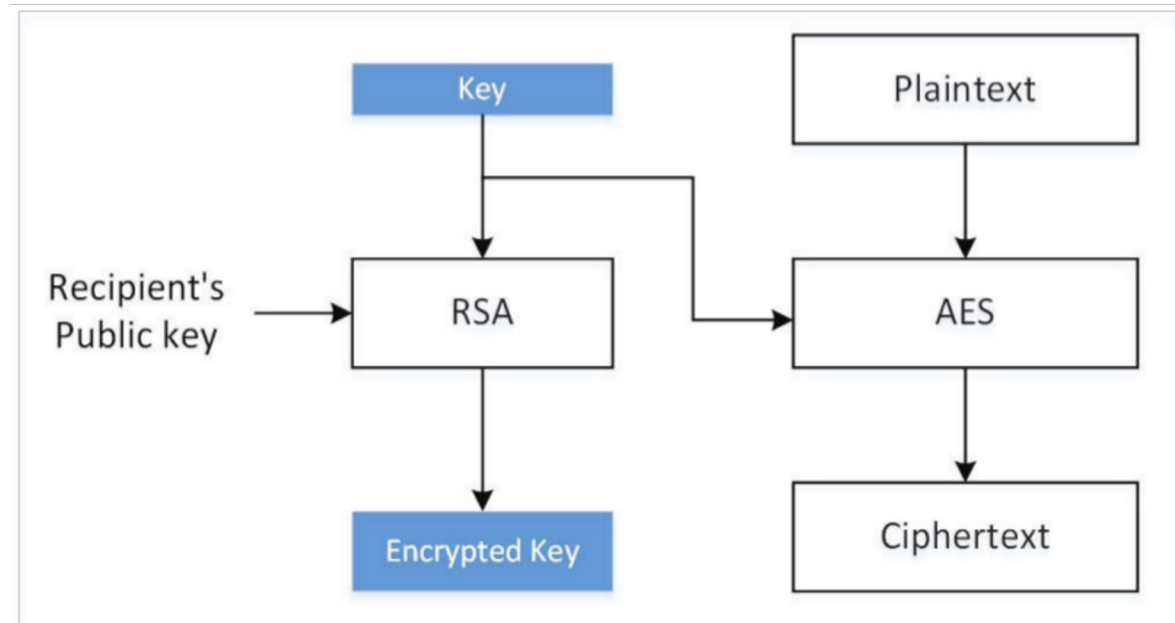 Key
Plaintext
Recipient's
Public key
RSA
AES
Encrypted Key
Ciphertext